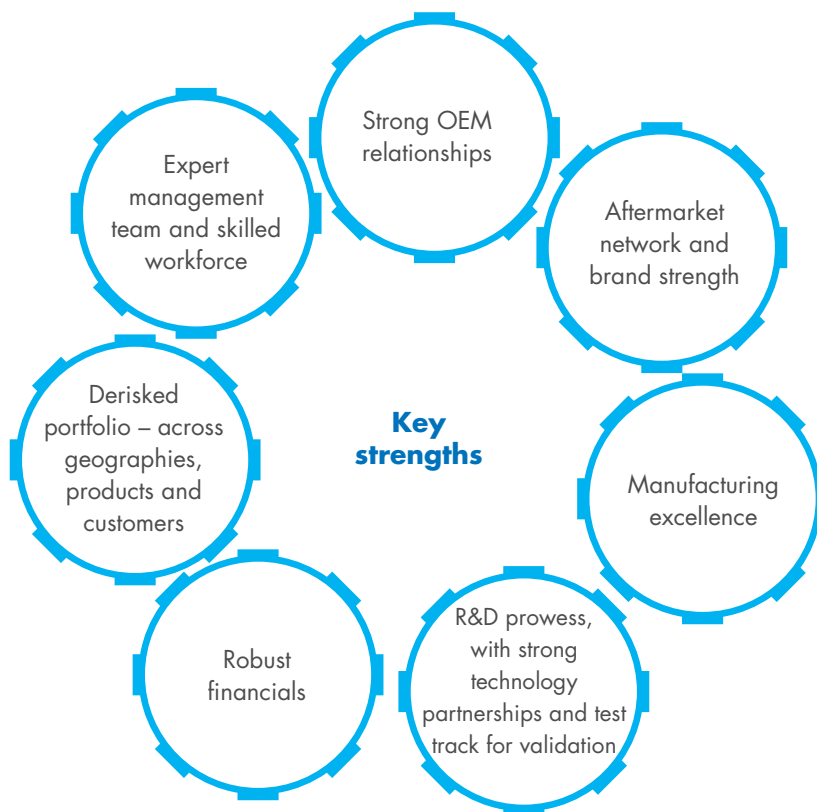 Strong OEM
relationships
Aftermarket
network and
brand strength
Manufacturing
excellence
R&D prowess,
with strong
technology
partnerships and test
track for validation
Robust
financials
Derisked
portfolio – across
geographies,
products and
customers
Expert
management
team and skilled
workforce
Key
strengths